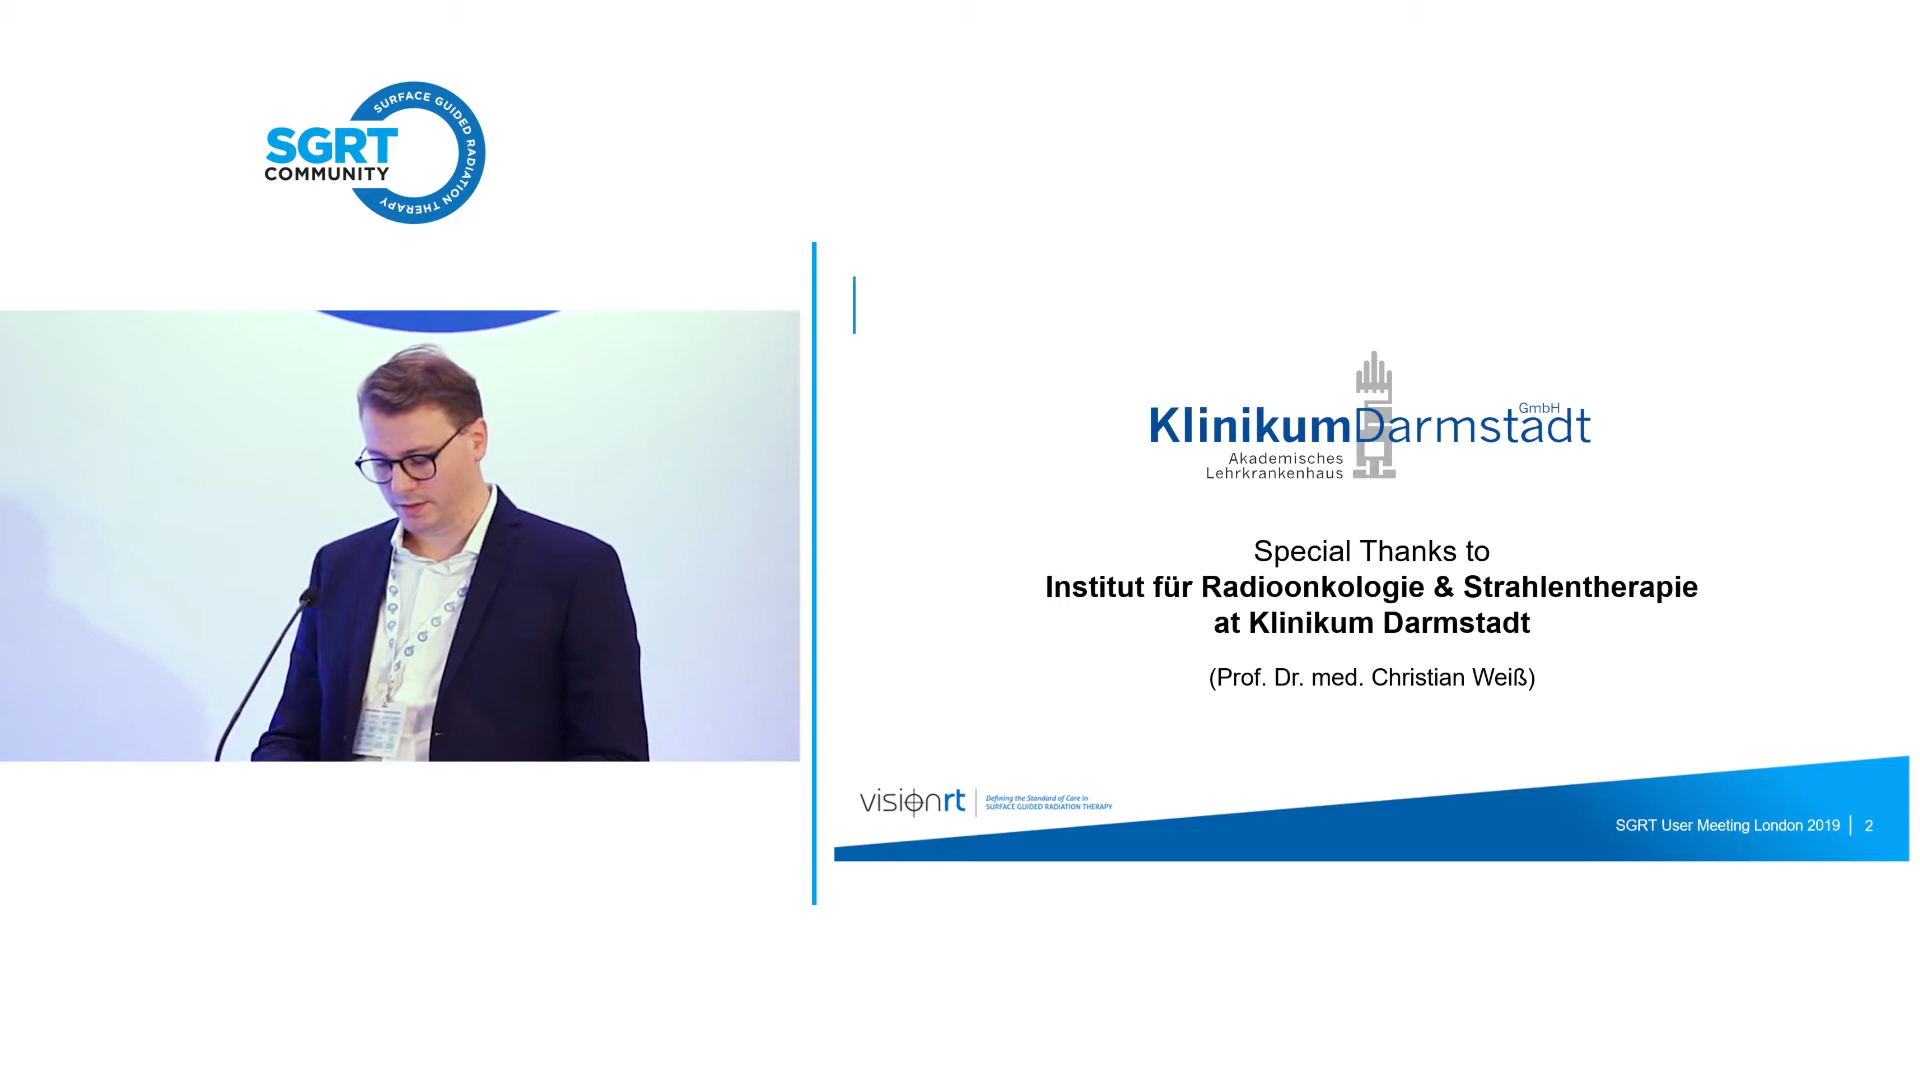 SURFACE GUIDED RADIATION THERAPY
SGRT
COMMUNITY
KlinikumDarmstadt
GmbH
Akademisches
Lehrkrankenhaus
Special Thanks to
Institut für Radioonkologie & Strahlentherapie
at Klinikum Darmstadt
(Prof. Dr. med. Christian Weiß)
visionrt
Defining the Standard of Care in
SURFACE GUIDED RADIATION THERAPY
SGRT User Meeting London 2019 | 2